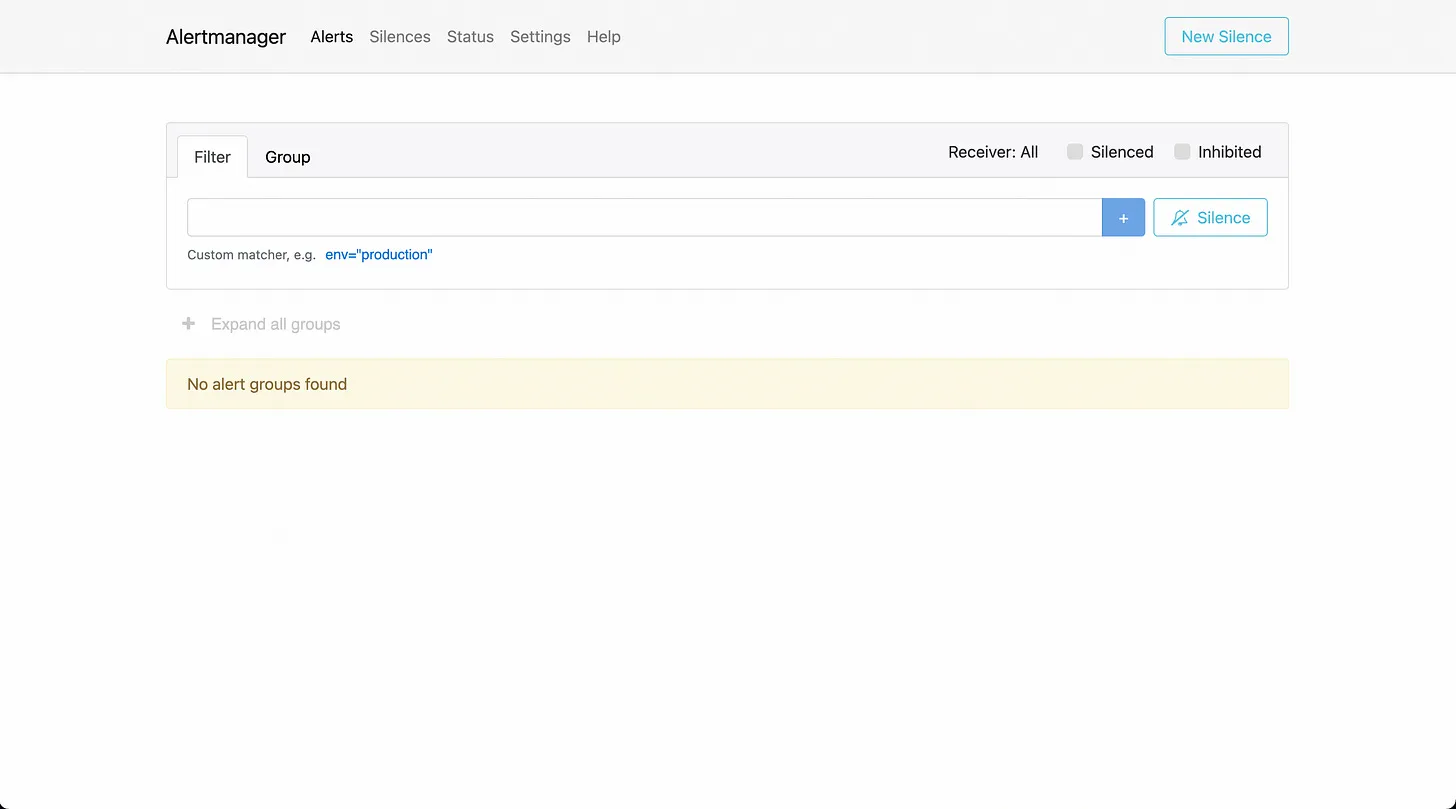 Alertmanager Alerts Silences Status Settings Help New Silence
Filter Group Receiver: All Silenced Inhibited
+ Silence
Custom matcher, e.g. env="production"
+ Expand all groups
No alert groups found